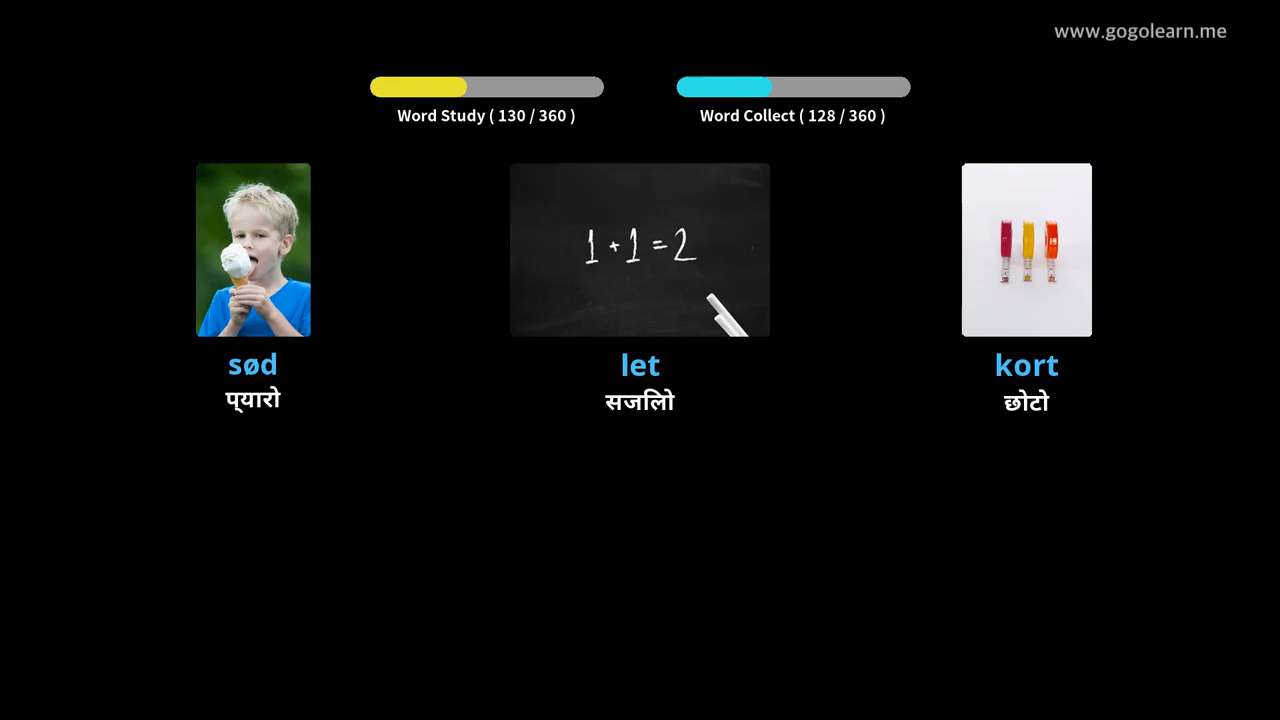 www.gogolearn.me
Word Study ( 130 / 360 )
Word Collect ( 128 / 360 )
1 + 1 = 2
sød
let
kort
प्यारो
सजिलो
छोटो